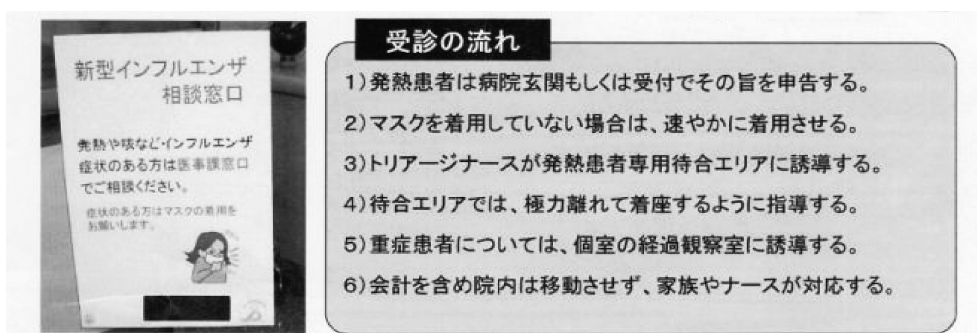 新型インフルエンザ
相談窓口
発熱や咳など・インフルエンザ
症状のある方は医事課窓口
でご相談ください。
症状のある方はマスクの着用を
お願いします。
受診の流れ
1)発熱患者は病院玄関もしくは受付でその旨を申告する。
2)マスクを着用していない場合は、速やかに着用させる。
3)トリアージナースが発熱患者専用待合エリアに誘導する。
4)待合エリアでは、極力離れて着座するように指導する。
5)重症患者については、個室の経過観察室に誘導する。
6)会計を含め院内は移動させず、家族やナースが対応する。